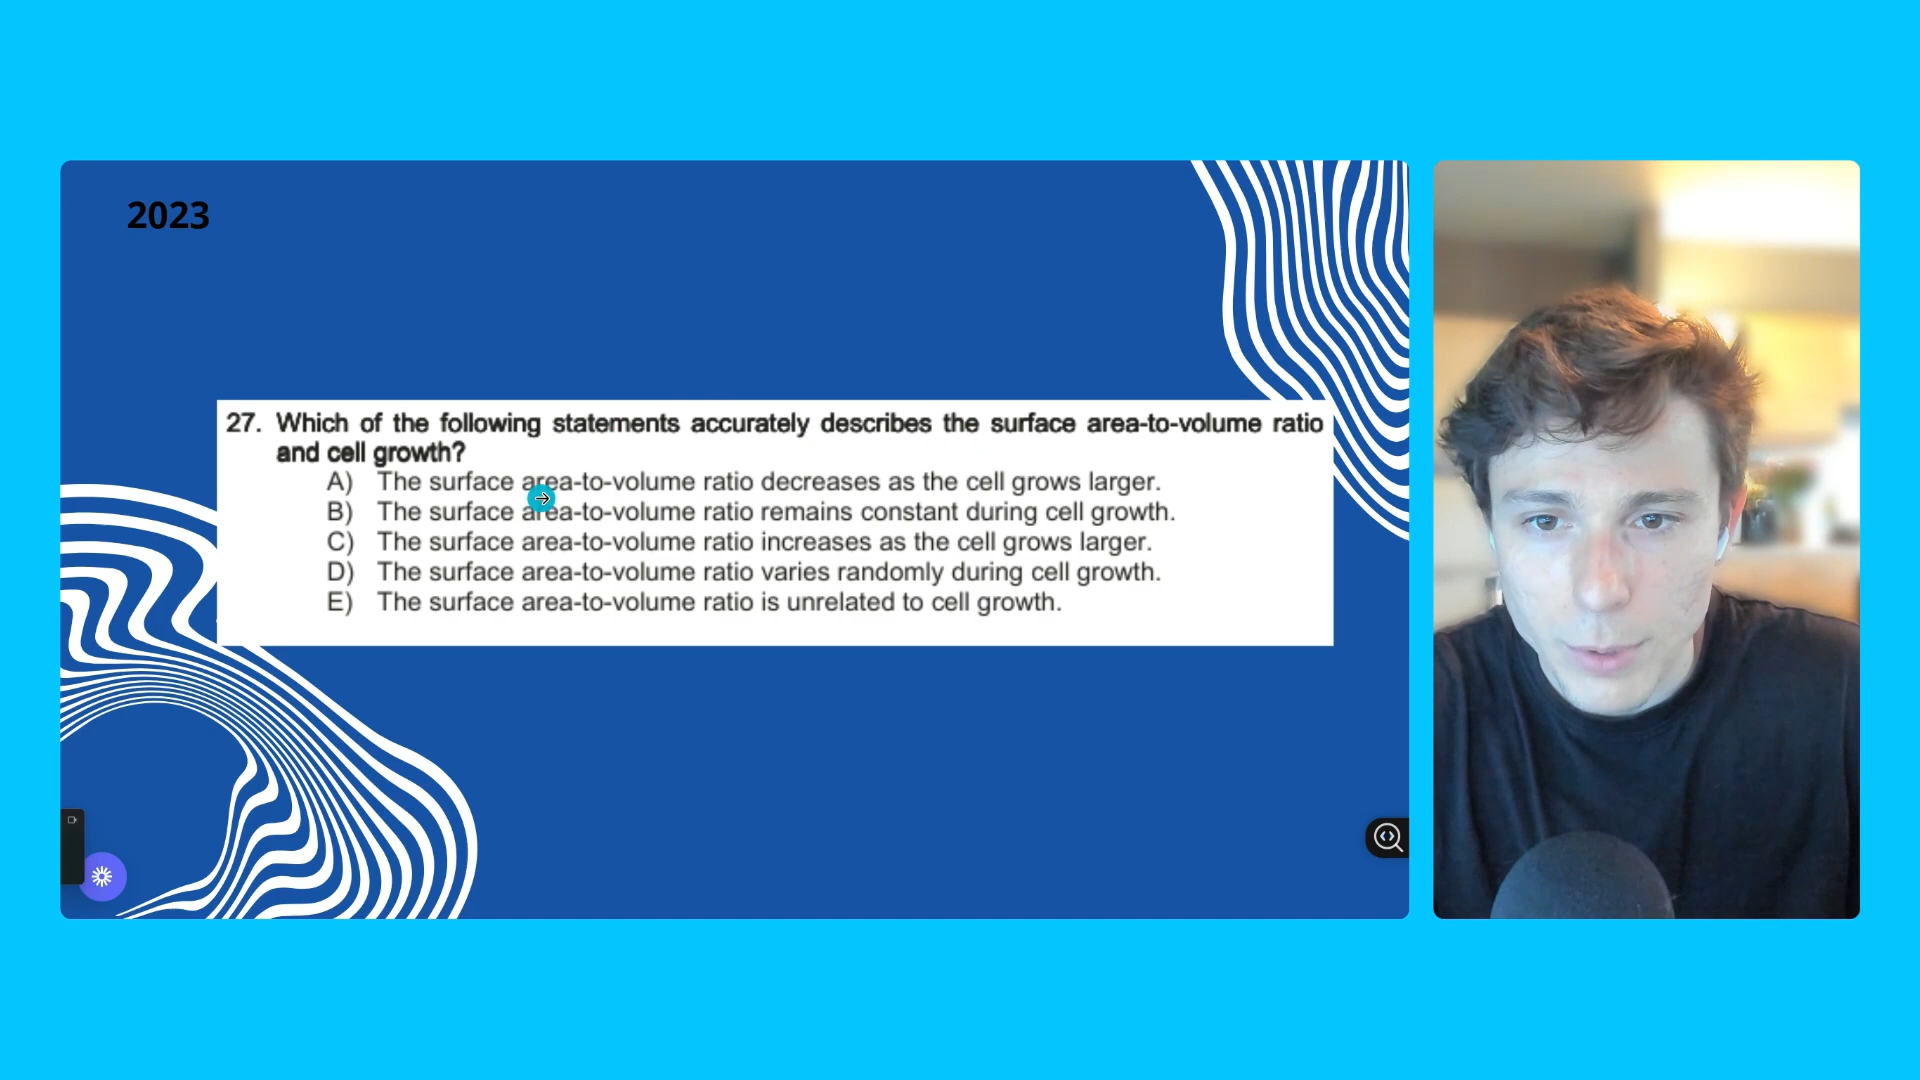 2023
27. Which of the following statements accurately describes the surface area-to-volume ratio
and cell growth?
A) The surface area-to-volume ratio decreases as the cell grows larger.
B) The surface area-to-volume ratio remains constant during cell growth.
C) The surface area-to-volume ratio increases as the cell grows larger.
D) The surface area-to-volume ratio varies randomly during cell growth.
E) The surface area-to-volume ratio is unrelated to cell growth.